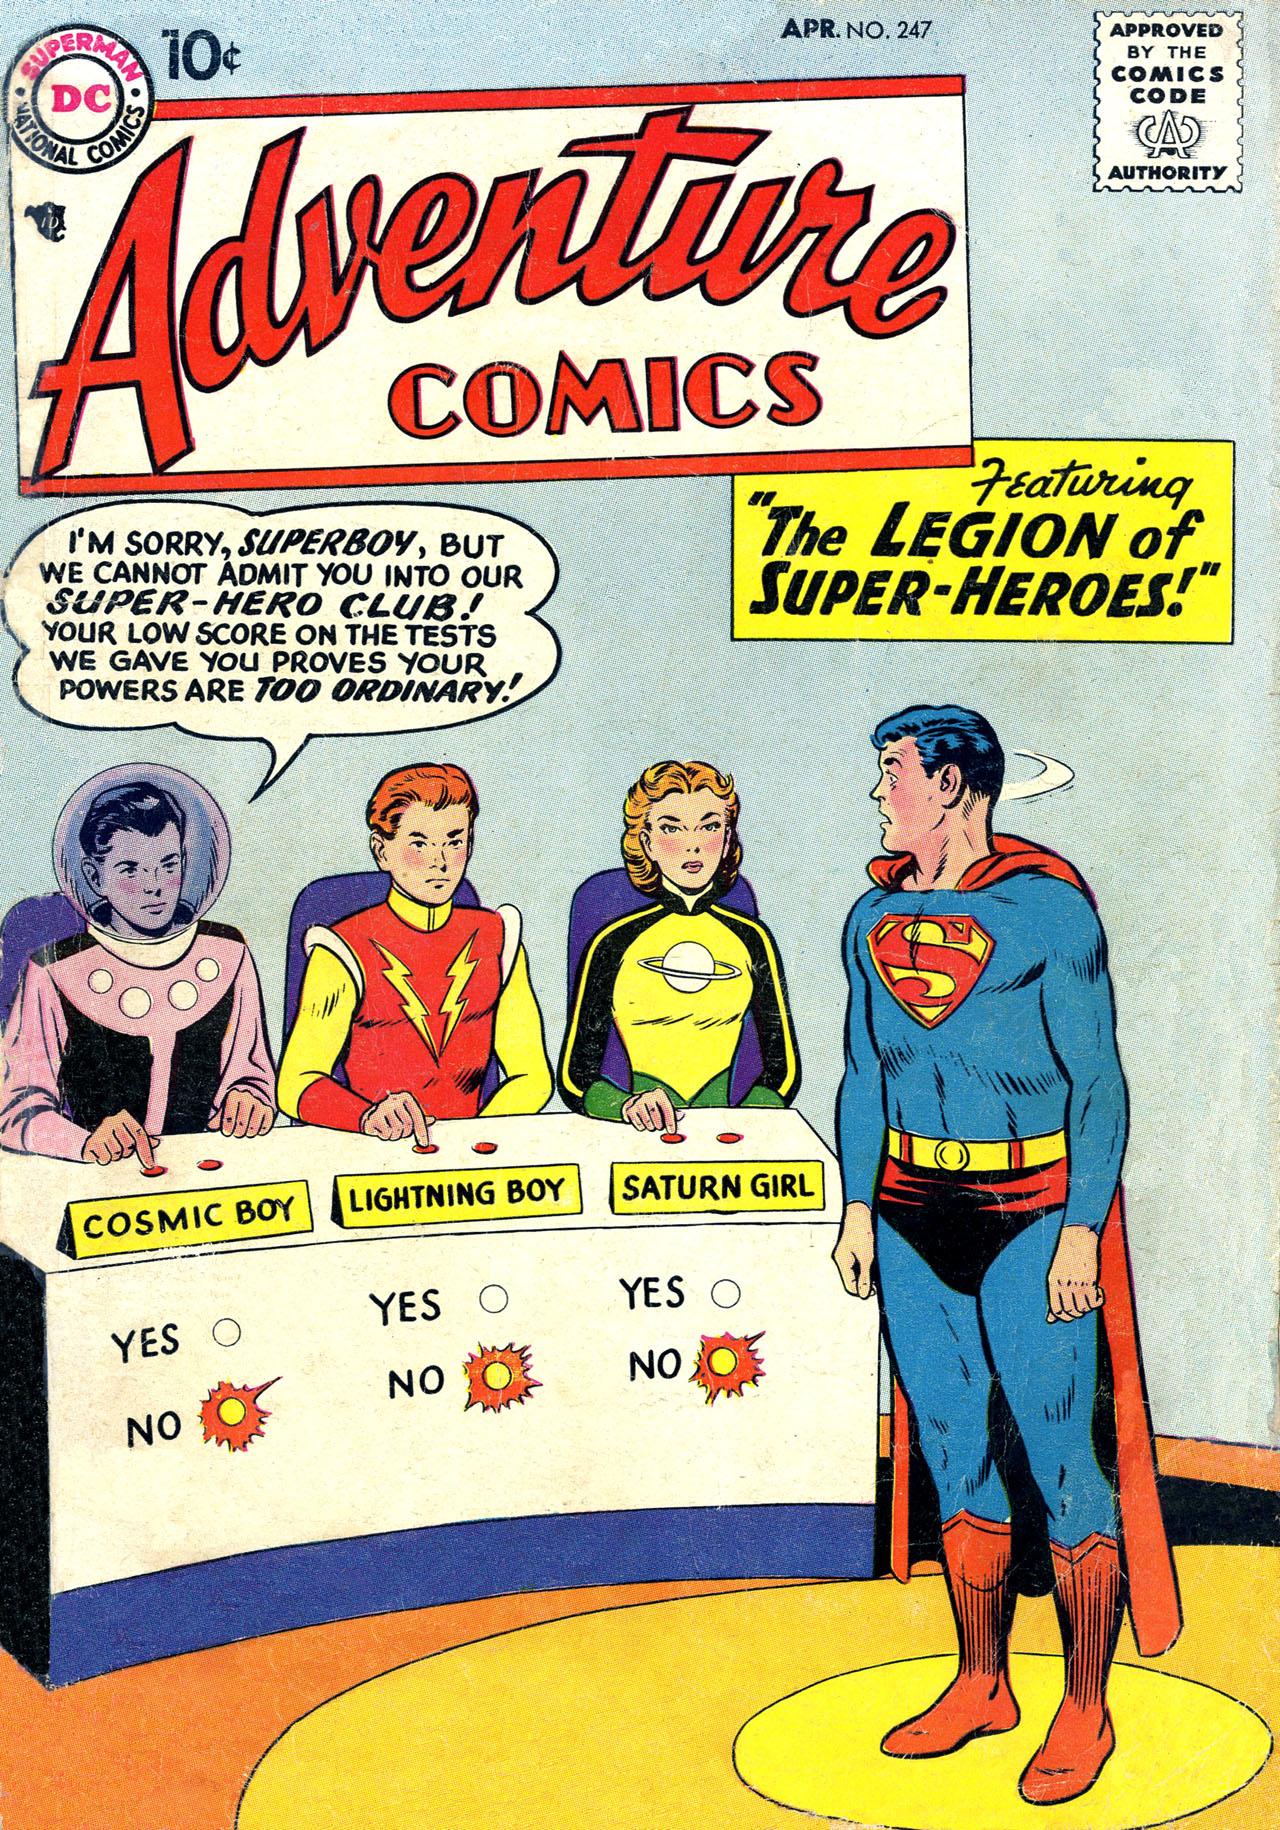 SUPERMAN
DC
NATIONAL COMICS
10¢
APR. NO. 247
APPROVED
BY THE
COMICS
CODE
AUTHORITY
Adventure
COMICS
Featuring
"The LEGION of
SUPER-HEROES!"
I'M SORRY, SUPERBOY, BUT
WE CANNOT ADMIT YOU INTO OUR
SUPER-HERO CLUB!
YOUR LOW SCORE ON THE TESTS
WE GAVE YOU PROVES YOUR
POWERS ARE TOO ORDINARY!
S
COSMIC BOY
LIGHTNING BOY
SATURN GIRL
YES
NO
YES
NO
YES
NO